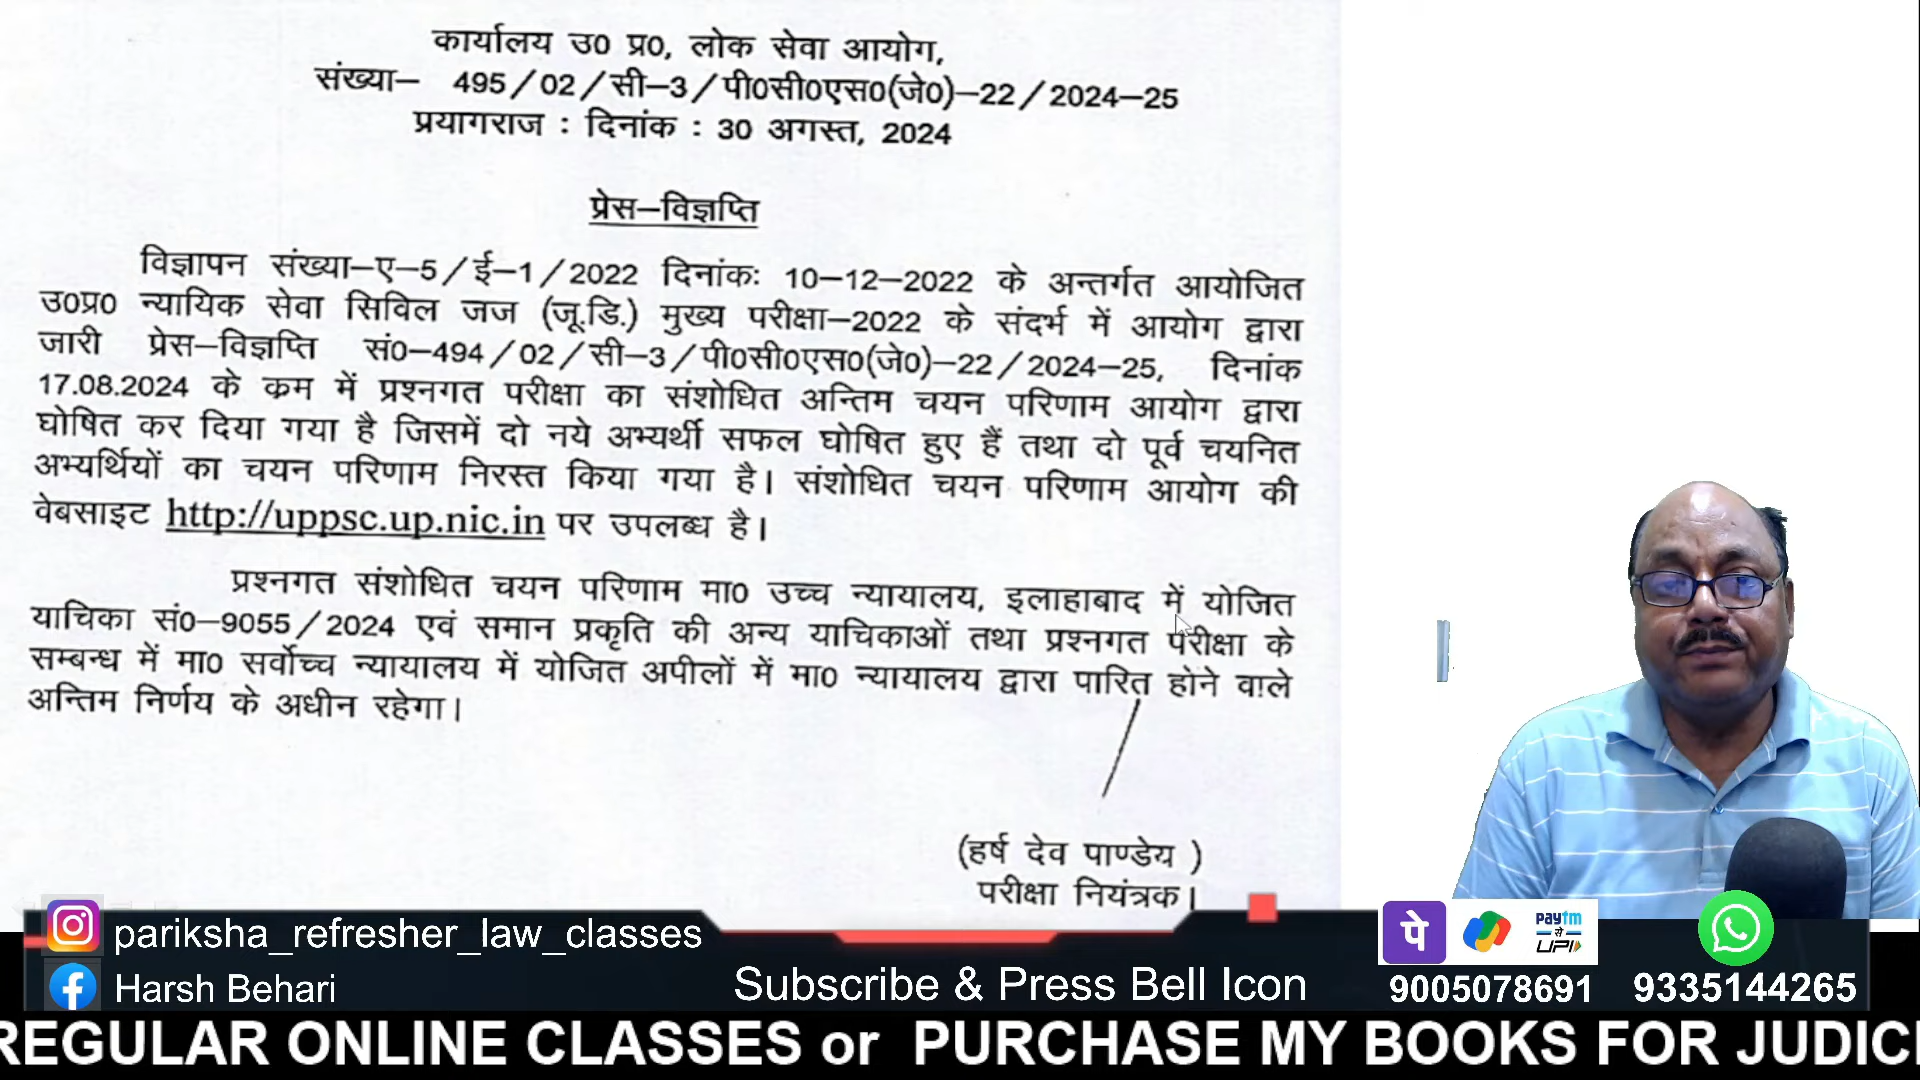 कार्यालय उ0 प्र0, लोक सेवा आयोग,
संख्या– 495/02/सी–3/पी0सी0एस0(जे0)–22/2024–25
प्रयागराज : दिनांक : 30 अगस्त, 2024
प्रेस–विज्ञप्ति
विज्ञापन संख्या–ए–5/ई–1/2022 दिनांकः 10–12–2022 के अन्तर्गत आयोजित
उ0प्र0 न्यायिक सेवा सिविल जज (जू.डि.) मुख्य परीक्षा–2022 के संदर्भ में आयोग द्वारा
जारी प्रेस–विज्ञप्ति सं0–494/02/सी–3/पी0सी0एस0(जे0)–22/2024–25, दिनांक
17.08.2024 के क्रम में प्रश्नगत परीक्षा का संशोधित अन्तिम चयन परिणाम आयोग द्वारा
घोषित कर दिया गया है जिसमें दो नये अभ्यर्थी सफल घोषित हुए हैं तथा दो पूर्व चयनित
अभ्यर्थियों का चयन परिणाम निरस्त किया गया है। संशोधित चयन परिणाम आयोग की
वेबसाइट http://uppsc.up.nic.in पर उपलब्ध है।
प्रश्नगत संशोधित चयन परिणाम मा0 उच्च न्यायालय, इलाहाबाद में योजित
याचिका सं0–9055/2024 एवं समान प्रकृति की अन्य याचिकाओं तथा प्रश्नगत परीक्षा के
सम्बन्ध में मा0 सर्वोच्च न्यायालय में योजित अपीलों में मा0 न्यायालय द्वारा पारित होने वाले
अन्तिम निर्णय के अधीन रहेगा।
(हर्ष देव पाण्डेय )
परीक्षा नियंत्रक।
pariksha_refresher_law_classes
Harsh Behari
Subscribe & Press Bell Icon
पे
paytm
से
UPI
9005078691
9335144265
REGULAR ONLINE CLASSES or PURCHASE MY BOOKS FOR JUDICI